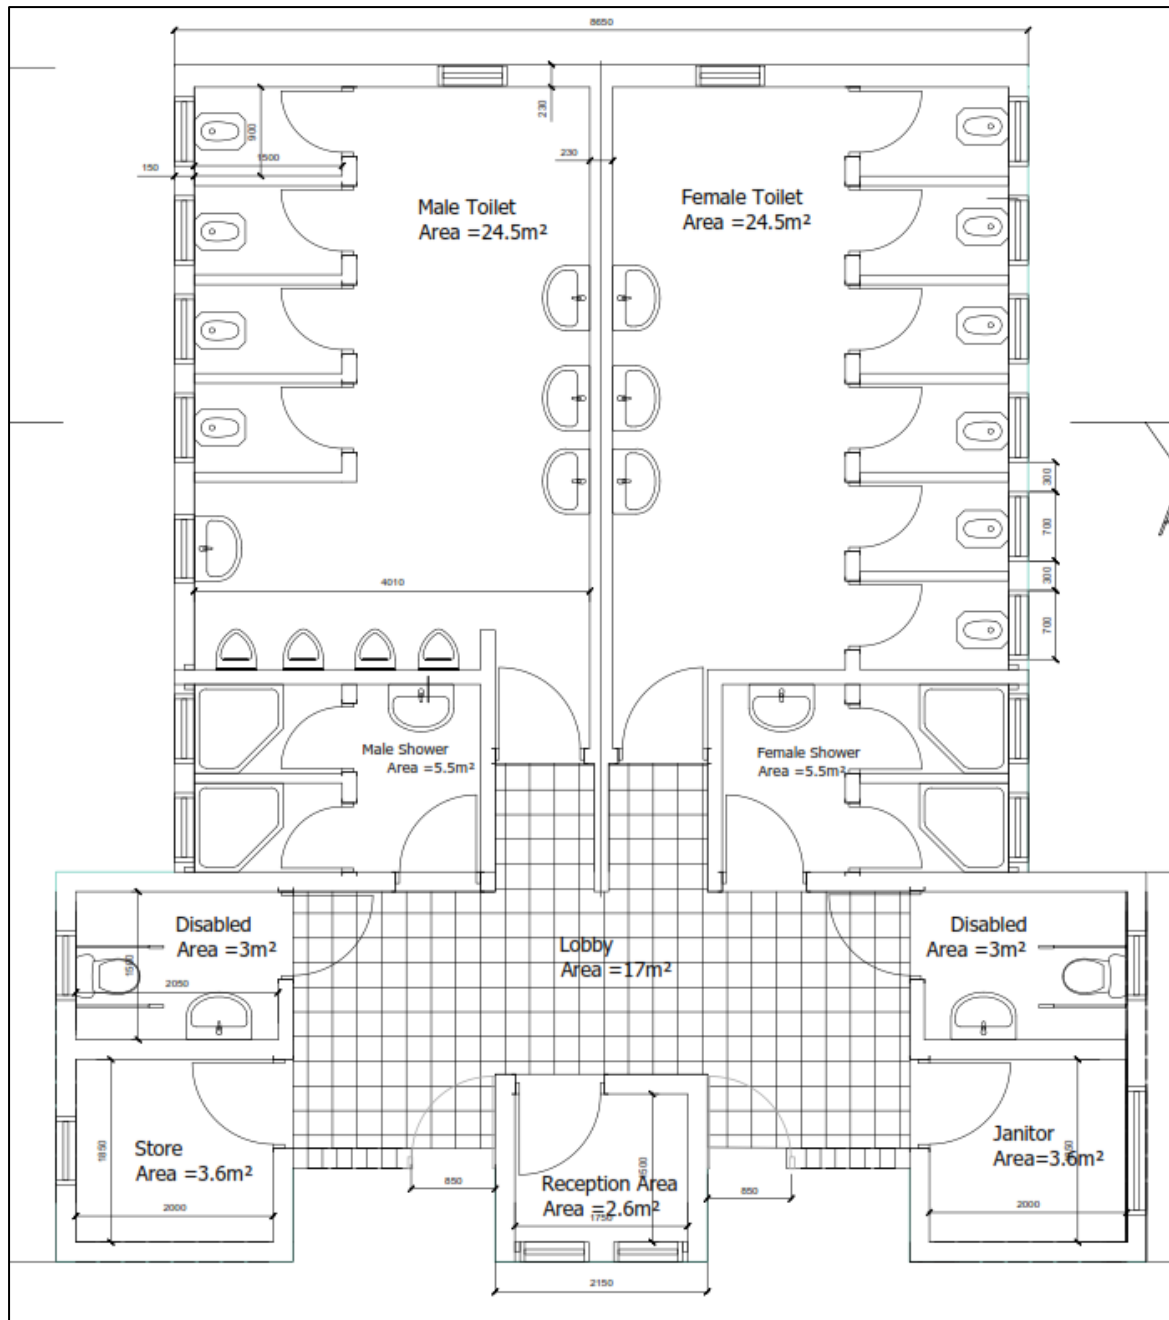 8650
230
900
1500
150
230
Male Toilet
Area =24.5m²
Female Toilet
Area =24.5m²
300
700
300
700
4010
Male Shower
Area =5.5m²
Female Shower
Area =5.5m²
Disabled
Area =3m²
1500
2050
Lobby
Area =17m²
Disabled
Area =3m²
Store
Area =3.6m²
1850
2000
850
Reception Area
Area =2.6m²
1750
850
Janitor
Area=3.6m²
2000
2150